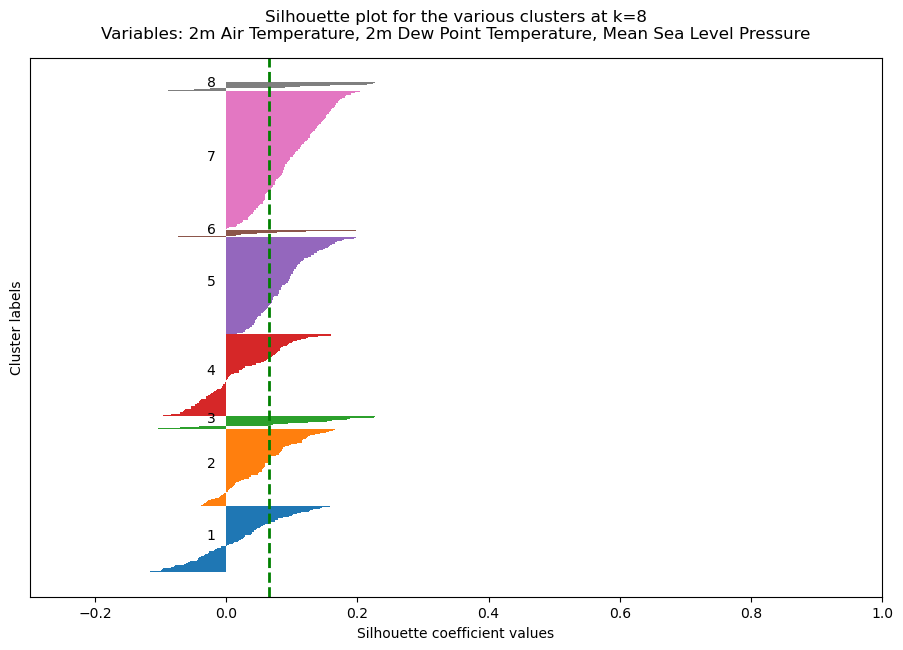 Silhouette plot for the various clusters at k=8
Variables: 2m Air Temperature, 2m Dew Point Temperature, Mean Sea Level Pressure
8
7
6
5
4
3
2
1
Cluster labels
−0.2 0.0 0.2 0.4 0.6 0.8 1.0
Silhouette coefficient values